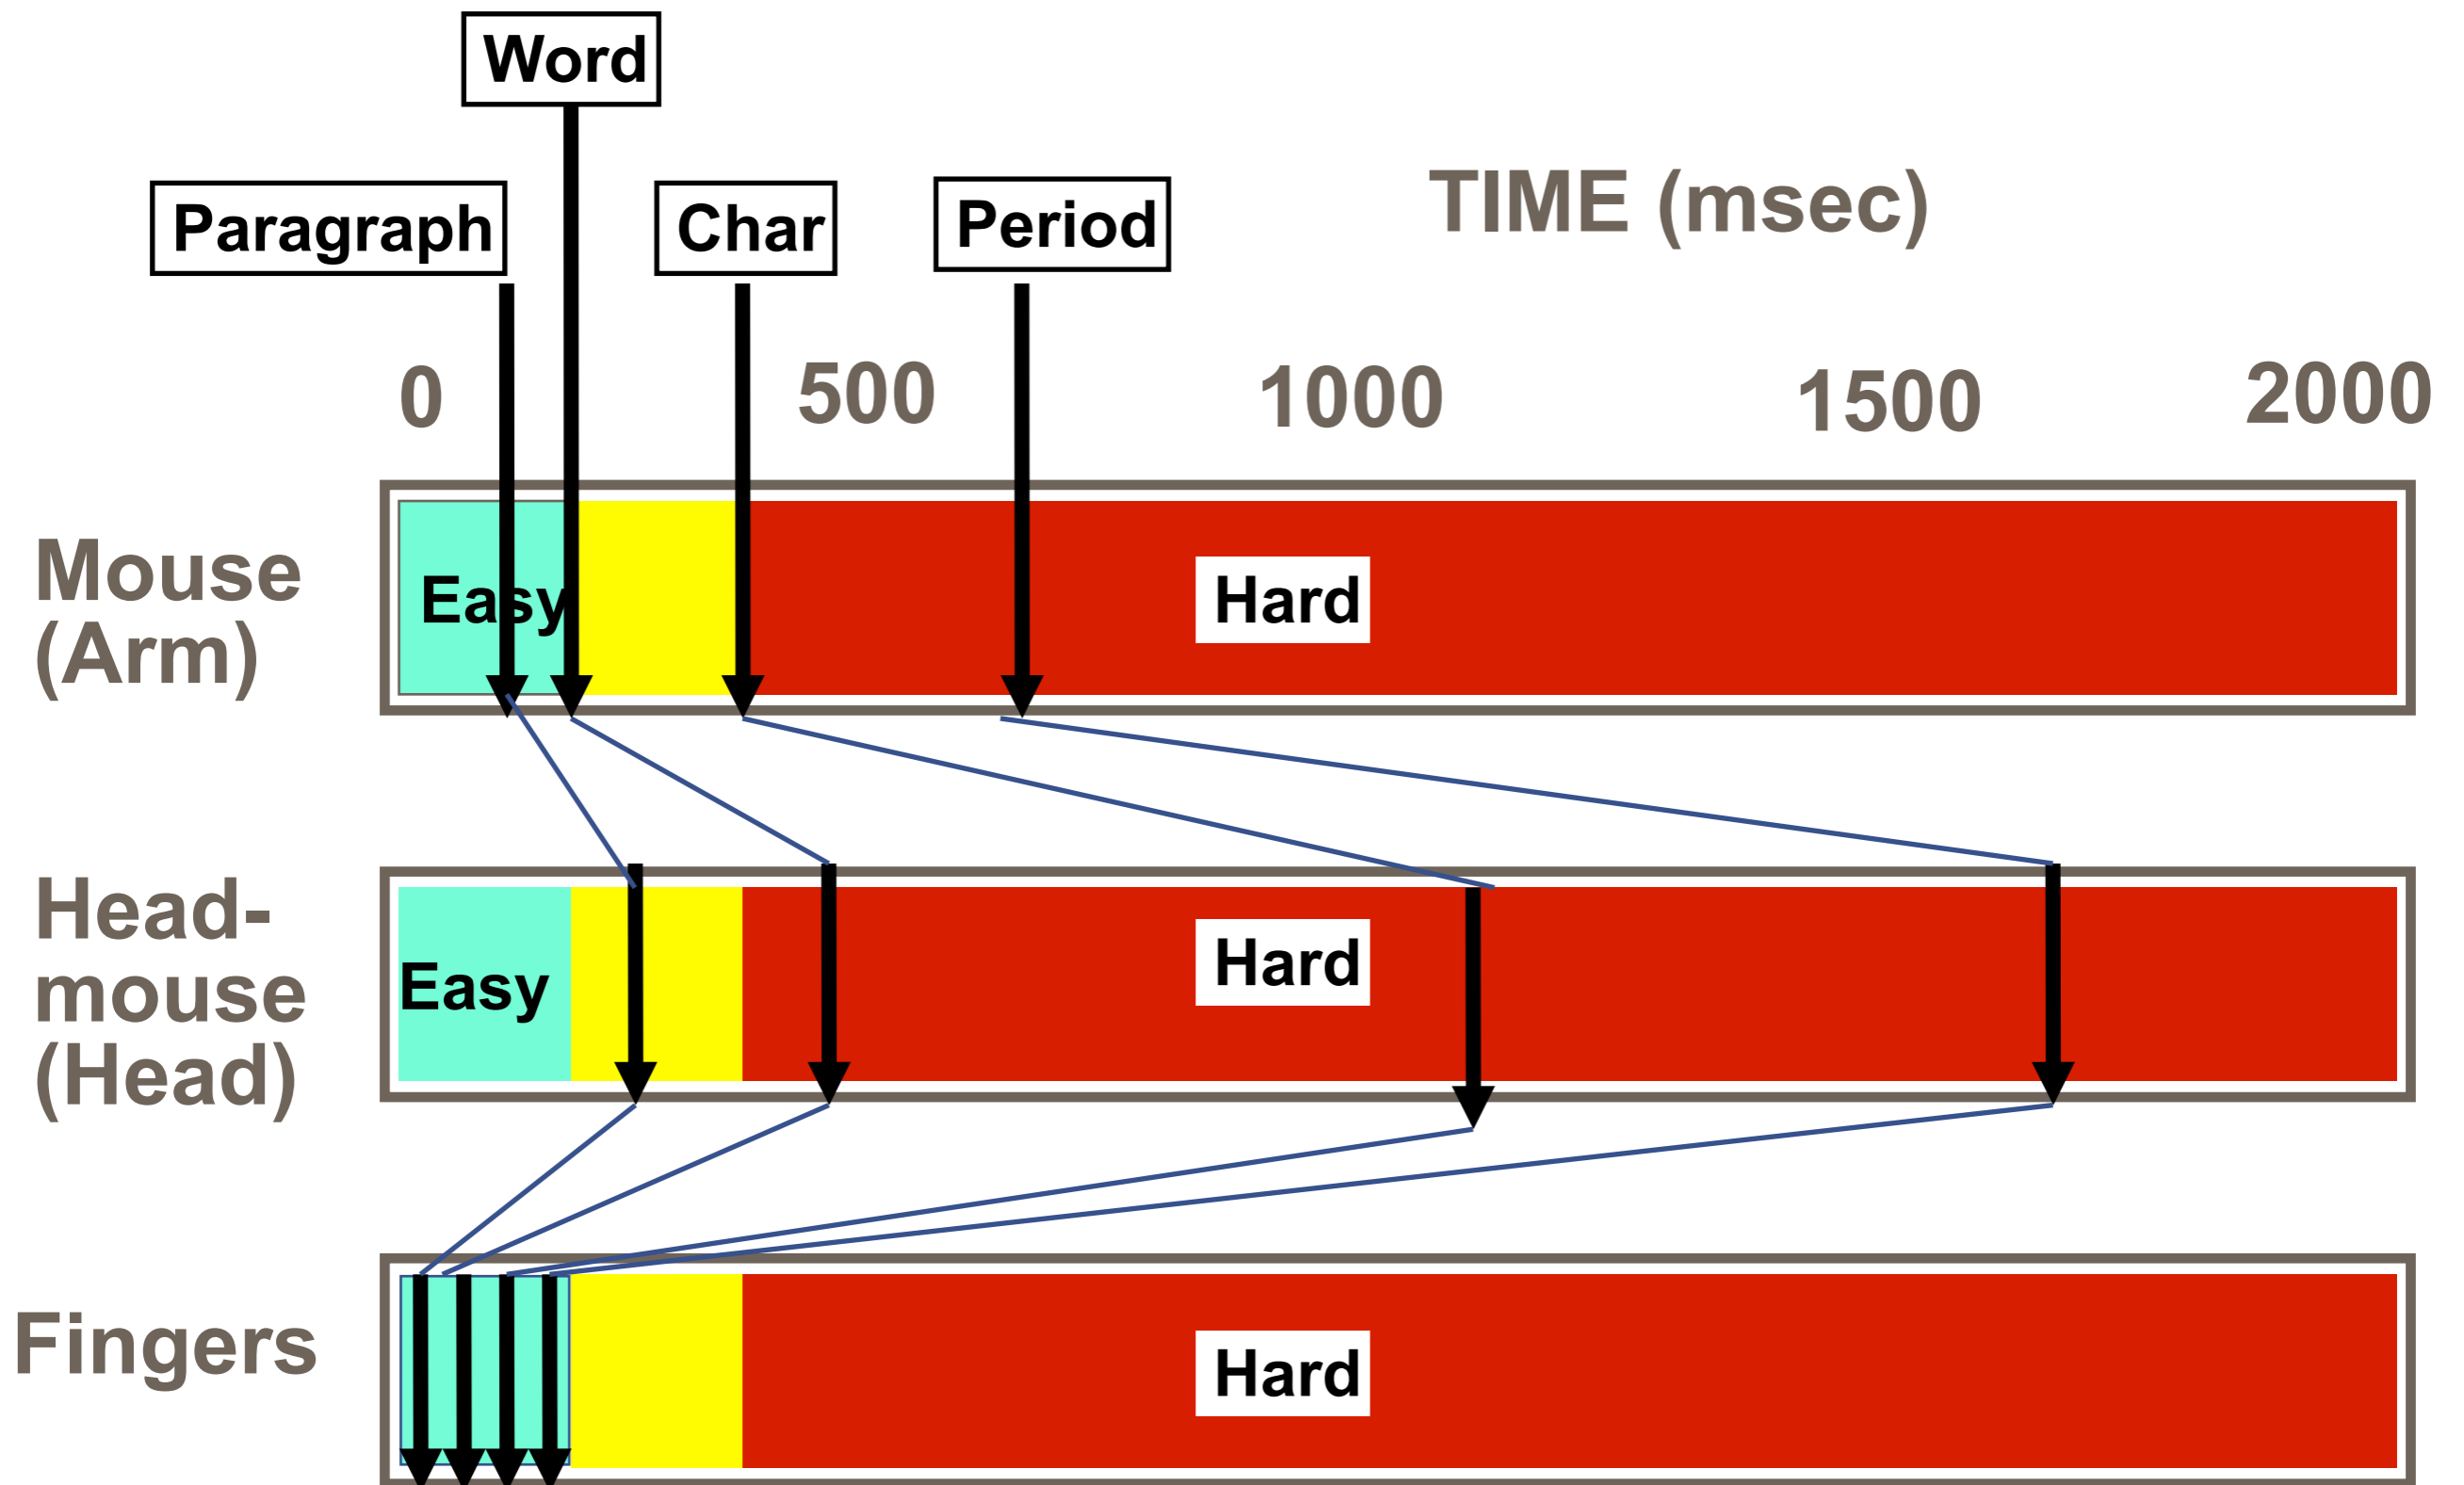 Word
Paragraph
Char
Period
TIME (msec)
0
500
1000
1500
2000
Mouse
(Arm)
Easy
Hard
Head-
mouse
(Head)
Easy
Hard
Fingers
Hard